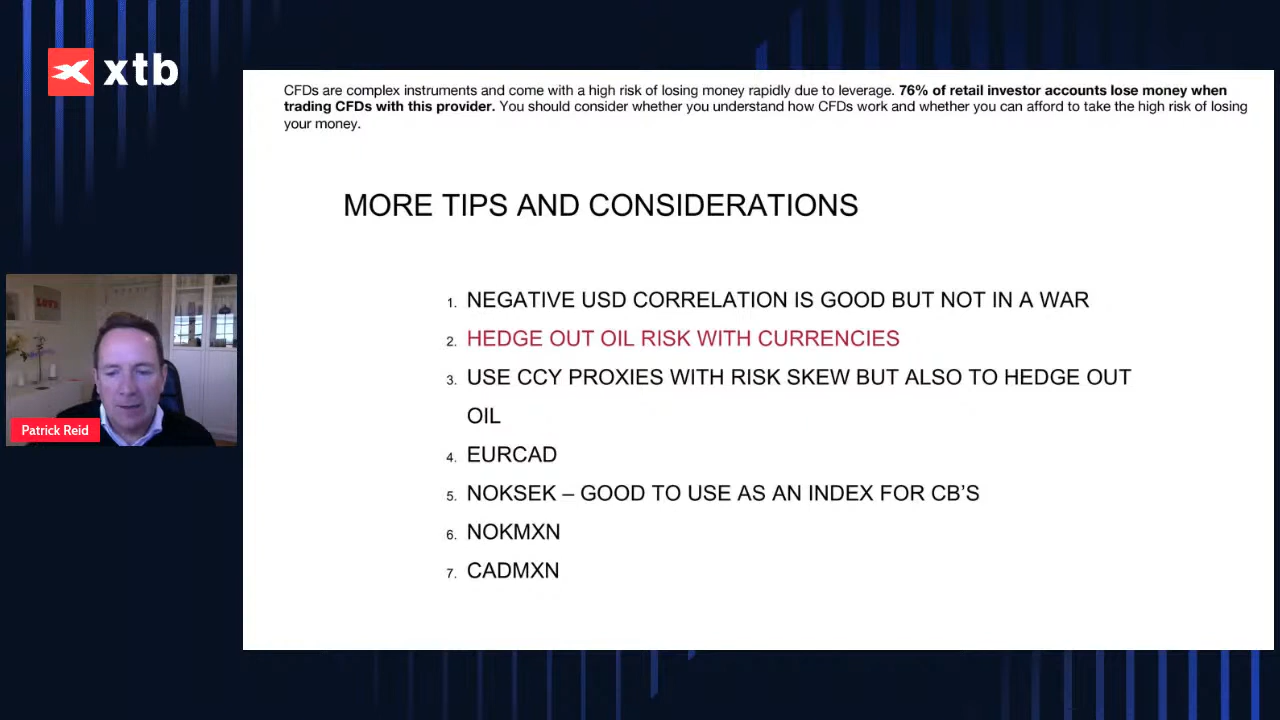 xtb
CFDs are complex instruments and come with a high risk of losing money rapidly due to leverage. 76% of retail investor accounts lose money when
trading CFDs with this provider. You should consider whether you understand how CFDs work and whether you can afford to take the high risk of losing
your money.
MORE TIPS AND CONSIDERATIONS
1. NEGATIVE USD CORRELATION IS GOOD BUT NOT IN A WAR
2. HEDGE OUT OIL RISK WITH CURRENCIES
3. USE CCY PROXIES WITH RISK SKEW BUT ALSO TO HEDGE OUT
OIL
4. EURCAD
5. NOKSEK – GOOD TO USE AS AN INDEX FOR CB'S
6. NOKMXN
7. CADMXN
Patrick Reid